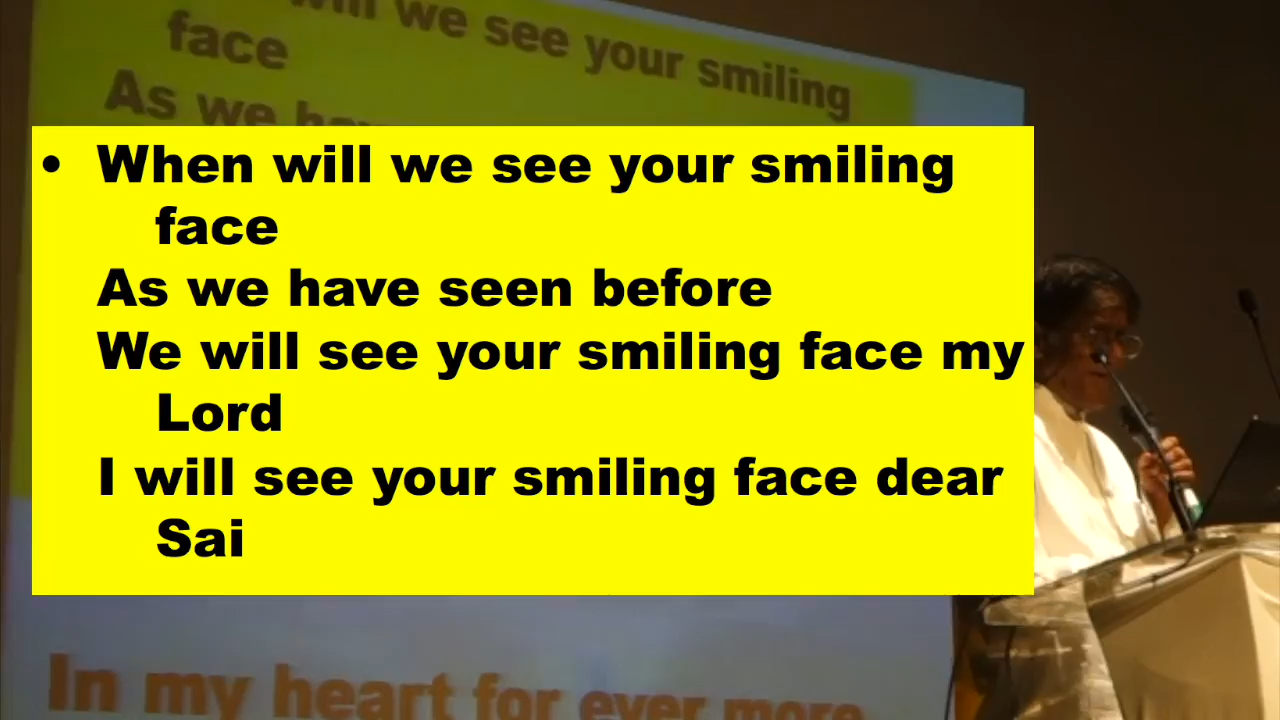 will we see your smiling
face
As we
• When will we see your smiling
face
As we have seen before
We will see your smiling face my
Lord
I will see your smiling face dear
Sai
In my heart for ever more